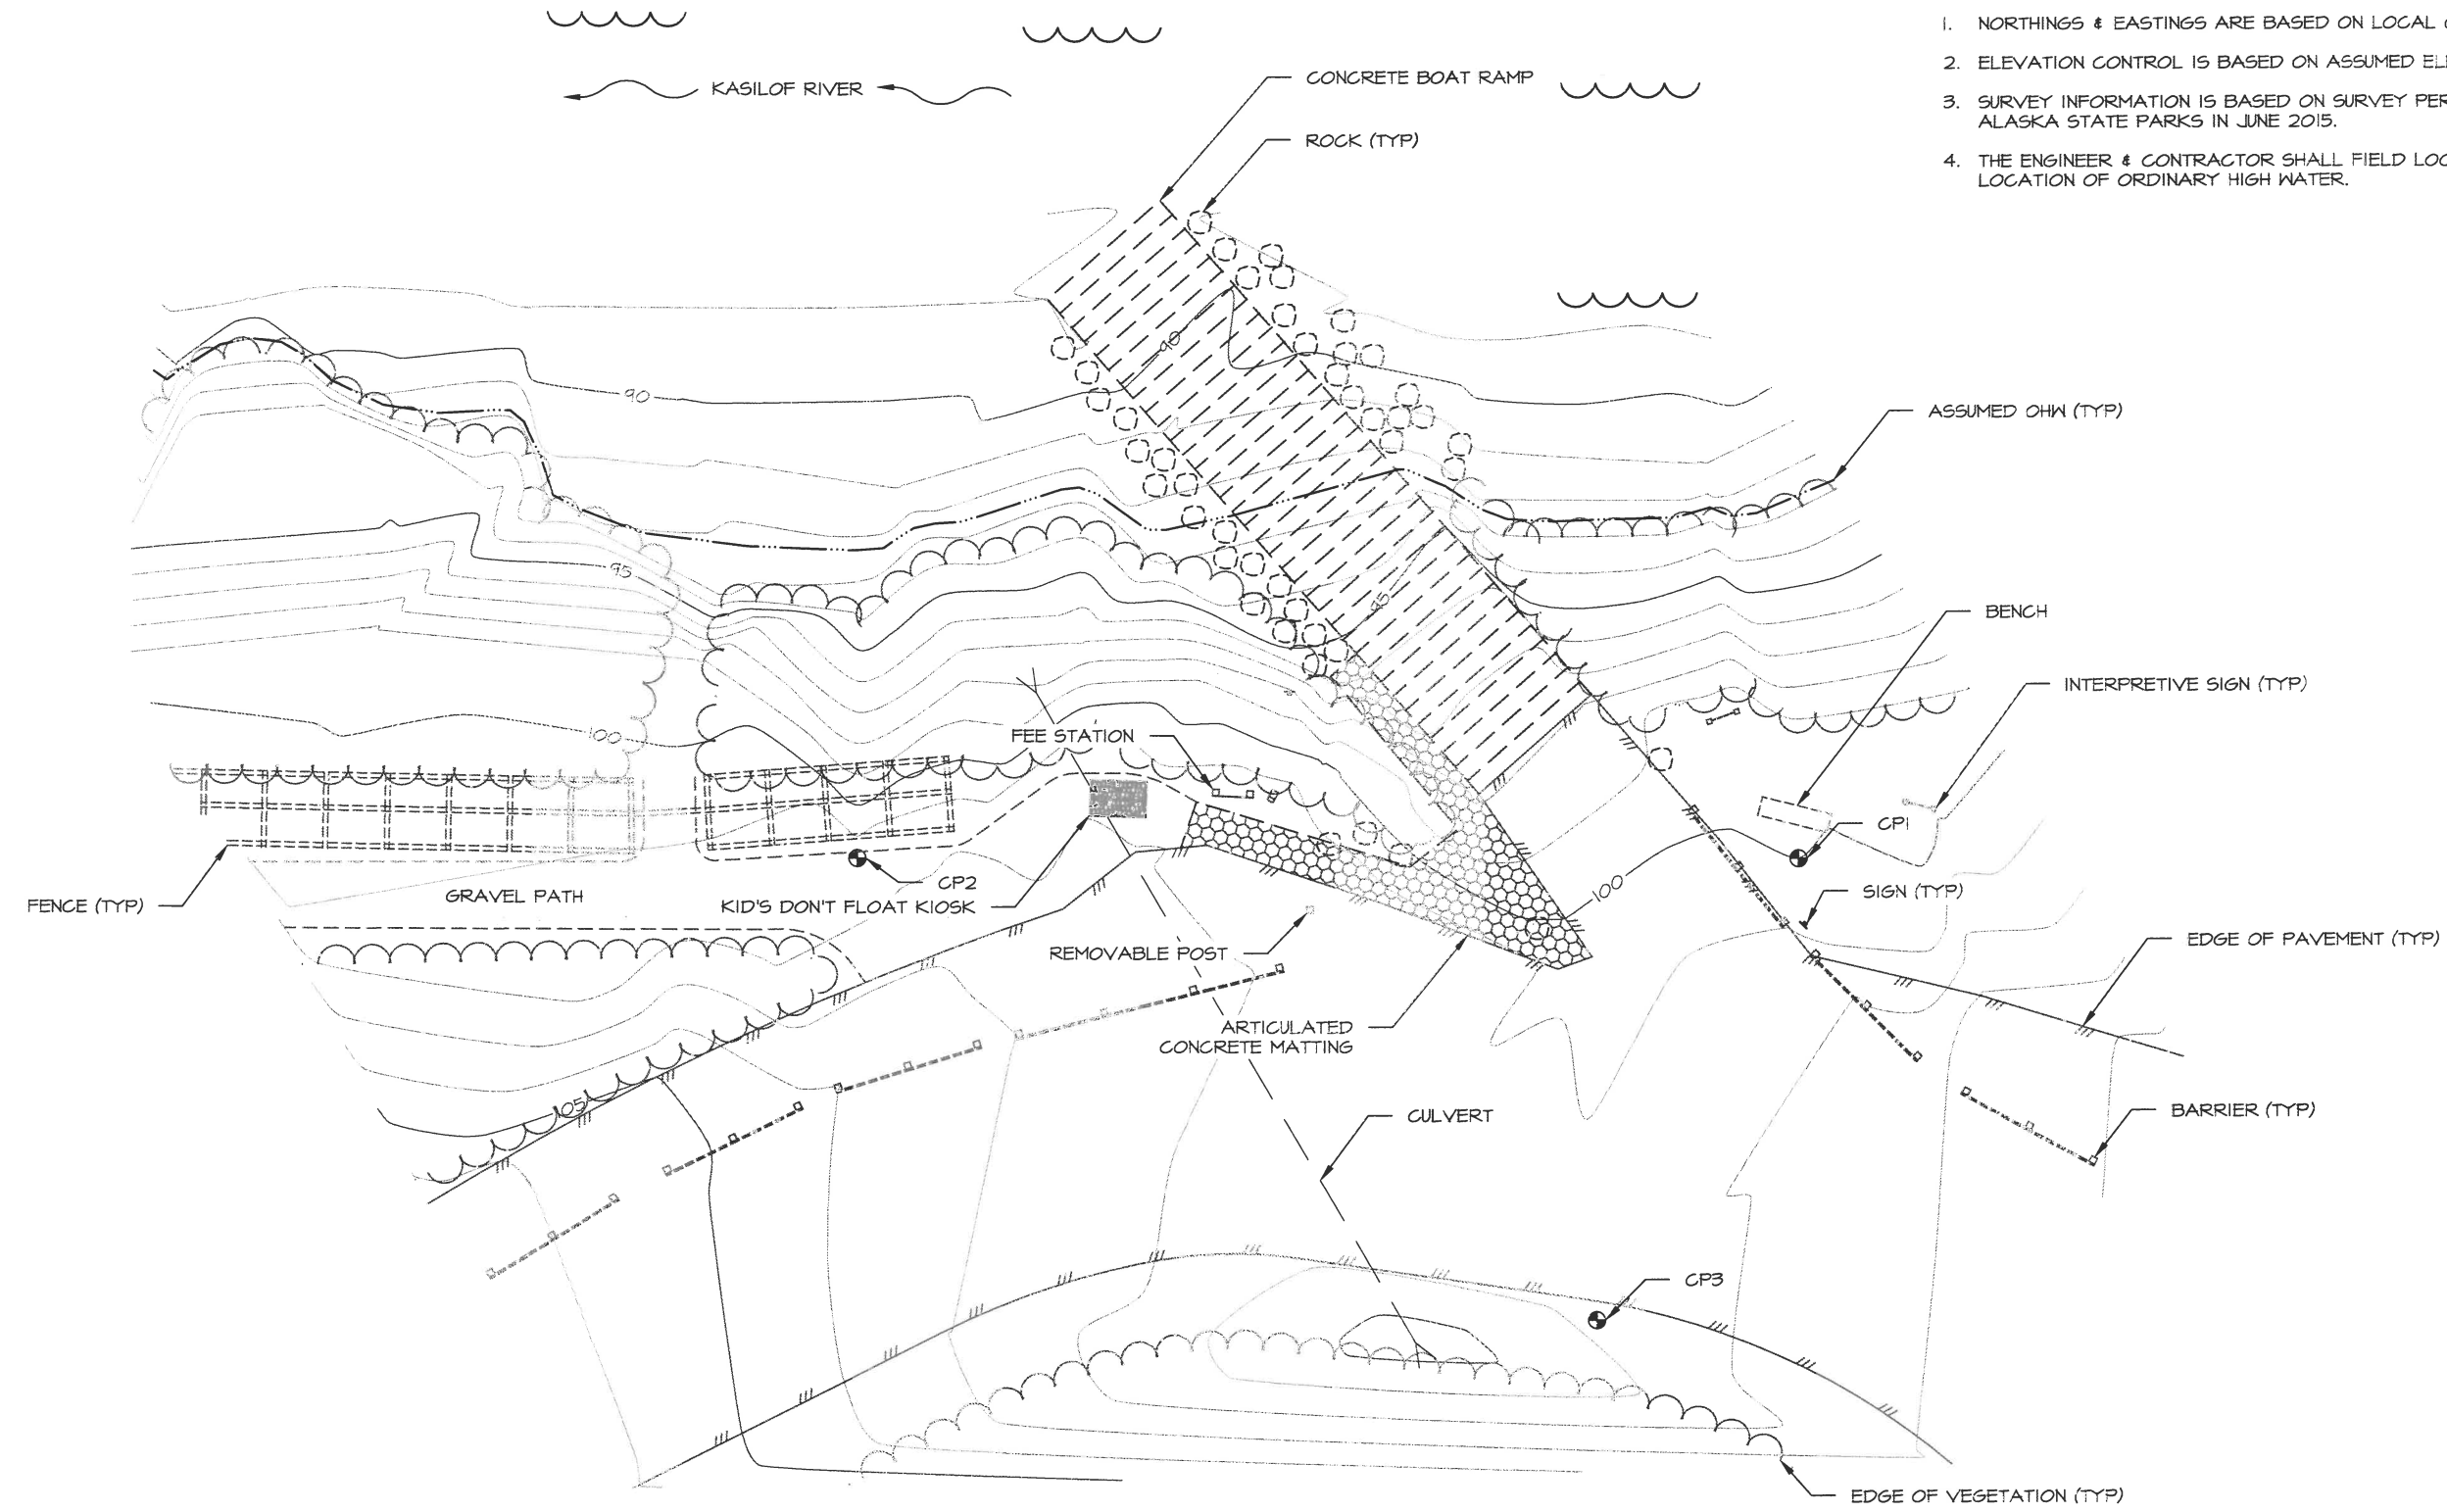 1. NORTHINGS & EASTINGS ARE BASED ON LOCAL
2. ELEVATION CONTROL IS BASED ON ASSUMED
3. SURVEY INFORMATION IS BASED ON SURVEY
ALASKA STATE PARKS IN JUNE 2015.
4. THE ENGINEER & CONTRACTOR SHALL FIELD
LOCATION OF ORDINARY HIGH WATER.
CONCRETE BOAT RAMP
KASILOF RIVER
ROCK (TYP)
90
90
ASSUMED OHW (TYP)
95
BENCH
INTERPRETIVE SIGN (TYP)
100
FEE STATION
CP1
CP2
100
SIGN (TYP)
GRAVEL PATH
FENCE (TYP)
KID'S DON'T FLOAT KIOSK
EDGE OF PAVEMENT (TYP)
REMOVABLE POST
ARTICULATED
CONCRETE MATTING
105
CULVERT
BARRIER (TYP)
CP3
EDGE OF VEGETATION (TYP)